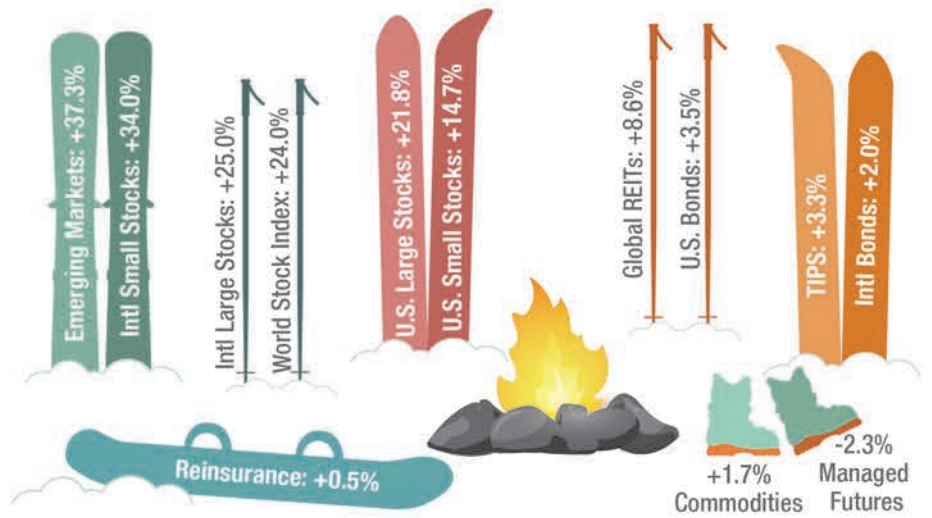 Emerging Markets: +37.3%
Intl Small Stocks: +34.0%
Intl Large Stocks: +25.0%
World Stock Index: +24.0%
U.S. Large Stocks: +21.8%
U.S. Small Stocks: +14.7%
Global REITs: +8.6%
U.S. Bonds: +3.5%
TIPS: +3.3%
Intl Bonds: +2.0%
Reinsurance: +0.5%
+1.7%
Commodities
-2.3%
Managed
Futures